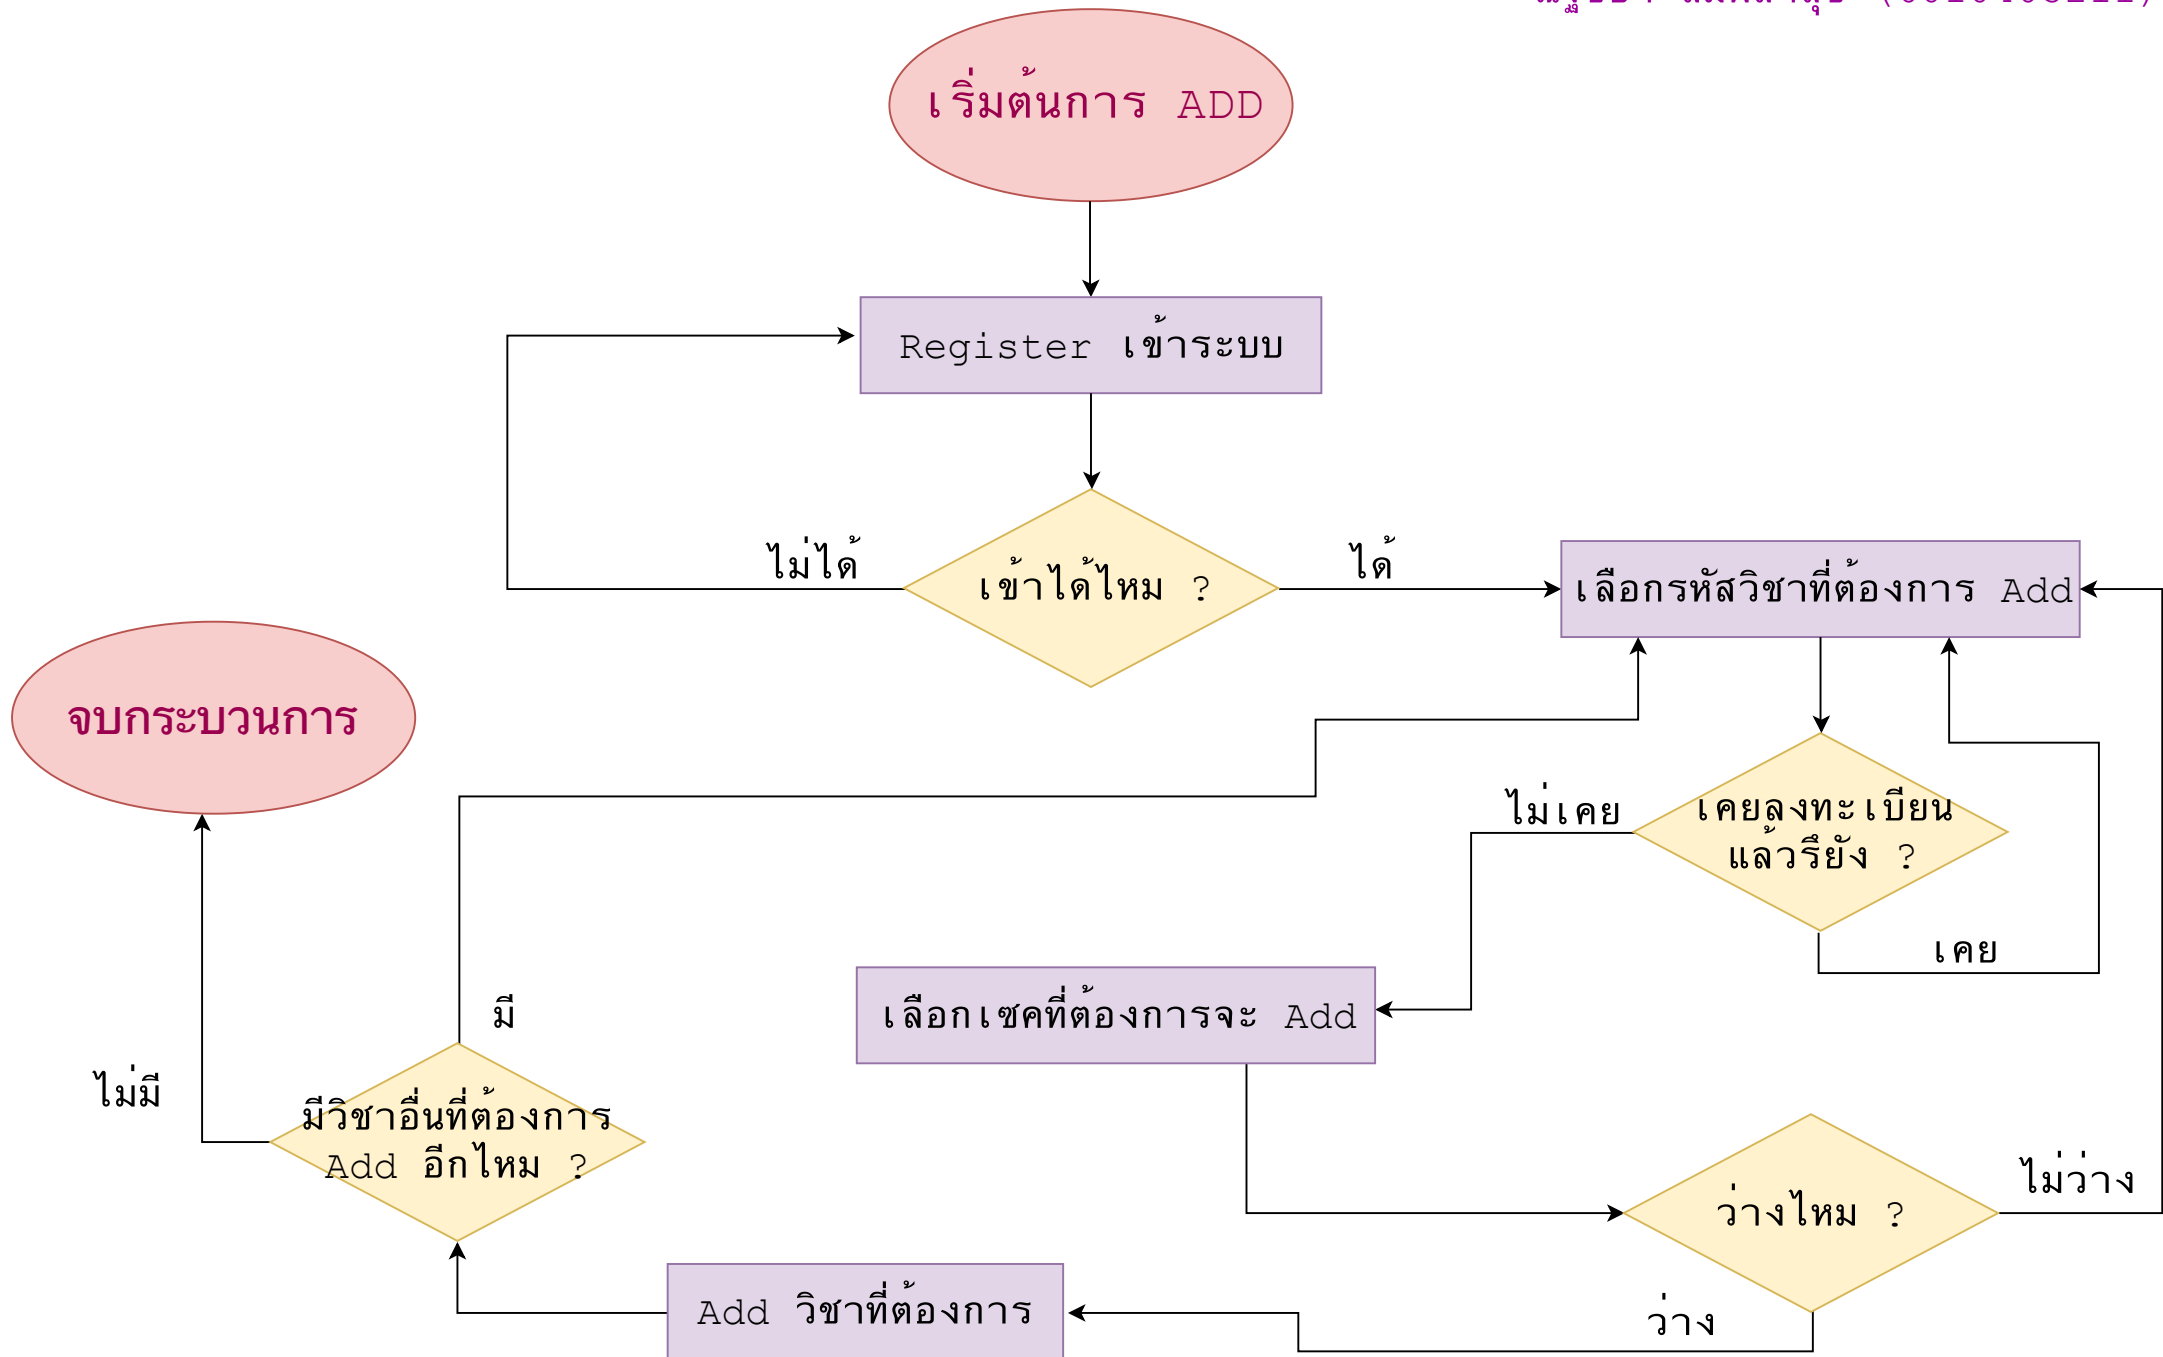 เริ่มต้นการ ADD
Register เข้าระบบ
ไม่ได้
เข้าได้ไหม ?
ได้
เลือกรหัสวิชาที่ต้องการ Add
จบกระบวนการ
ไม่เคย
เคยลงทะเบียน
แล้วรึยัง ?
เคย
เลือกเซคที่ต้องการจะ Add
มี
ไม่มี
มีวิชาอื่นที่ต้องการ
Add อีกไหม ?
ว่างไหม ?
ไม่ว่าง
Add วิชาที่ต้องการ
ว่าง